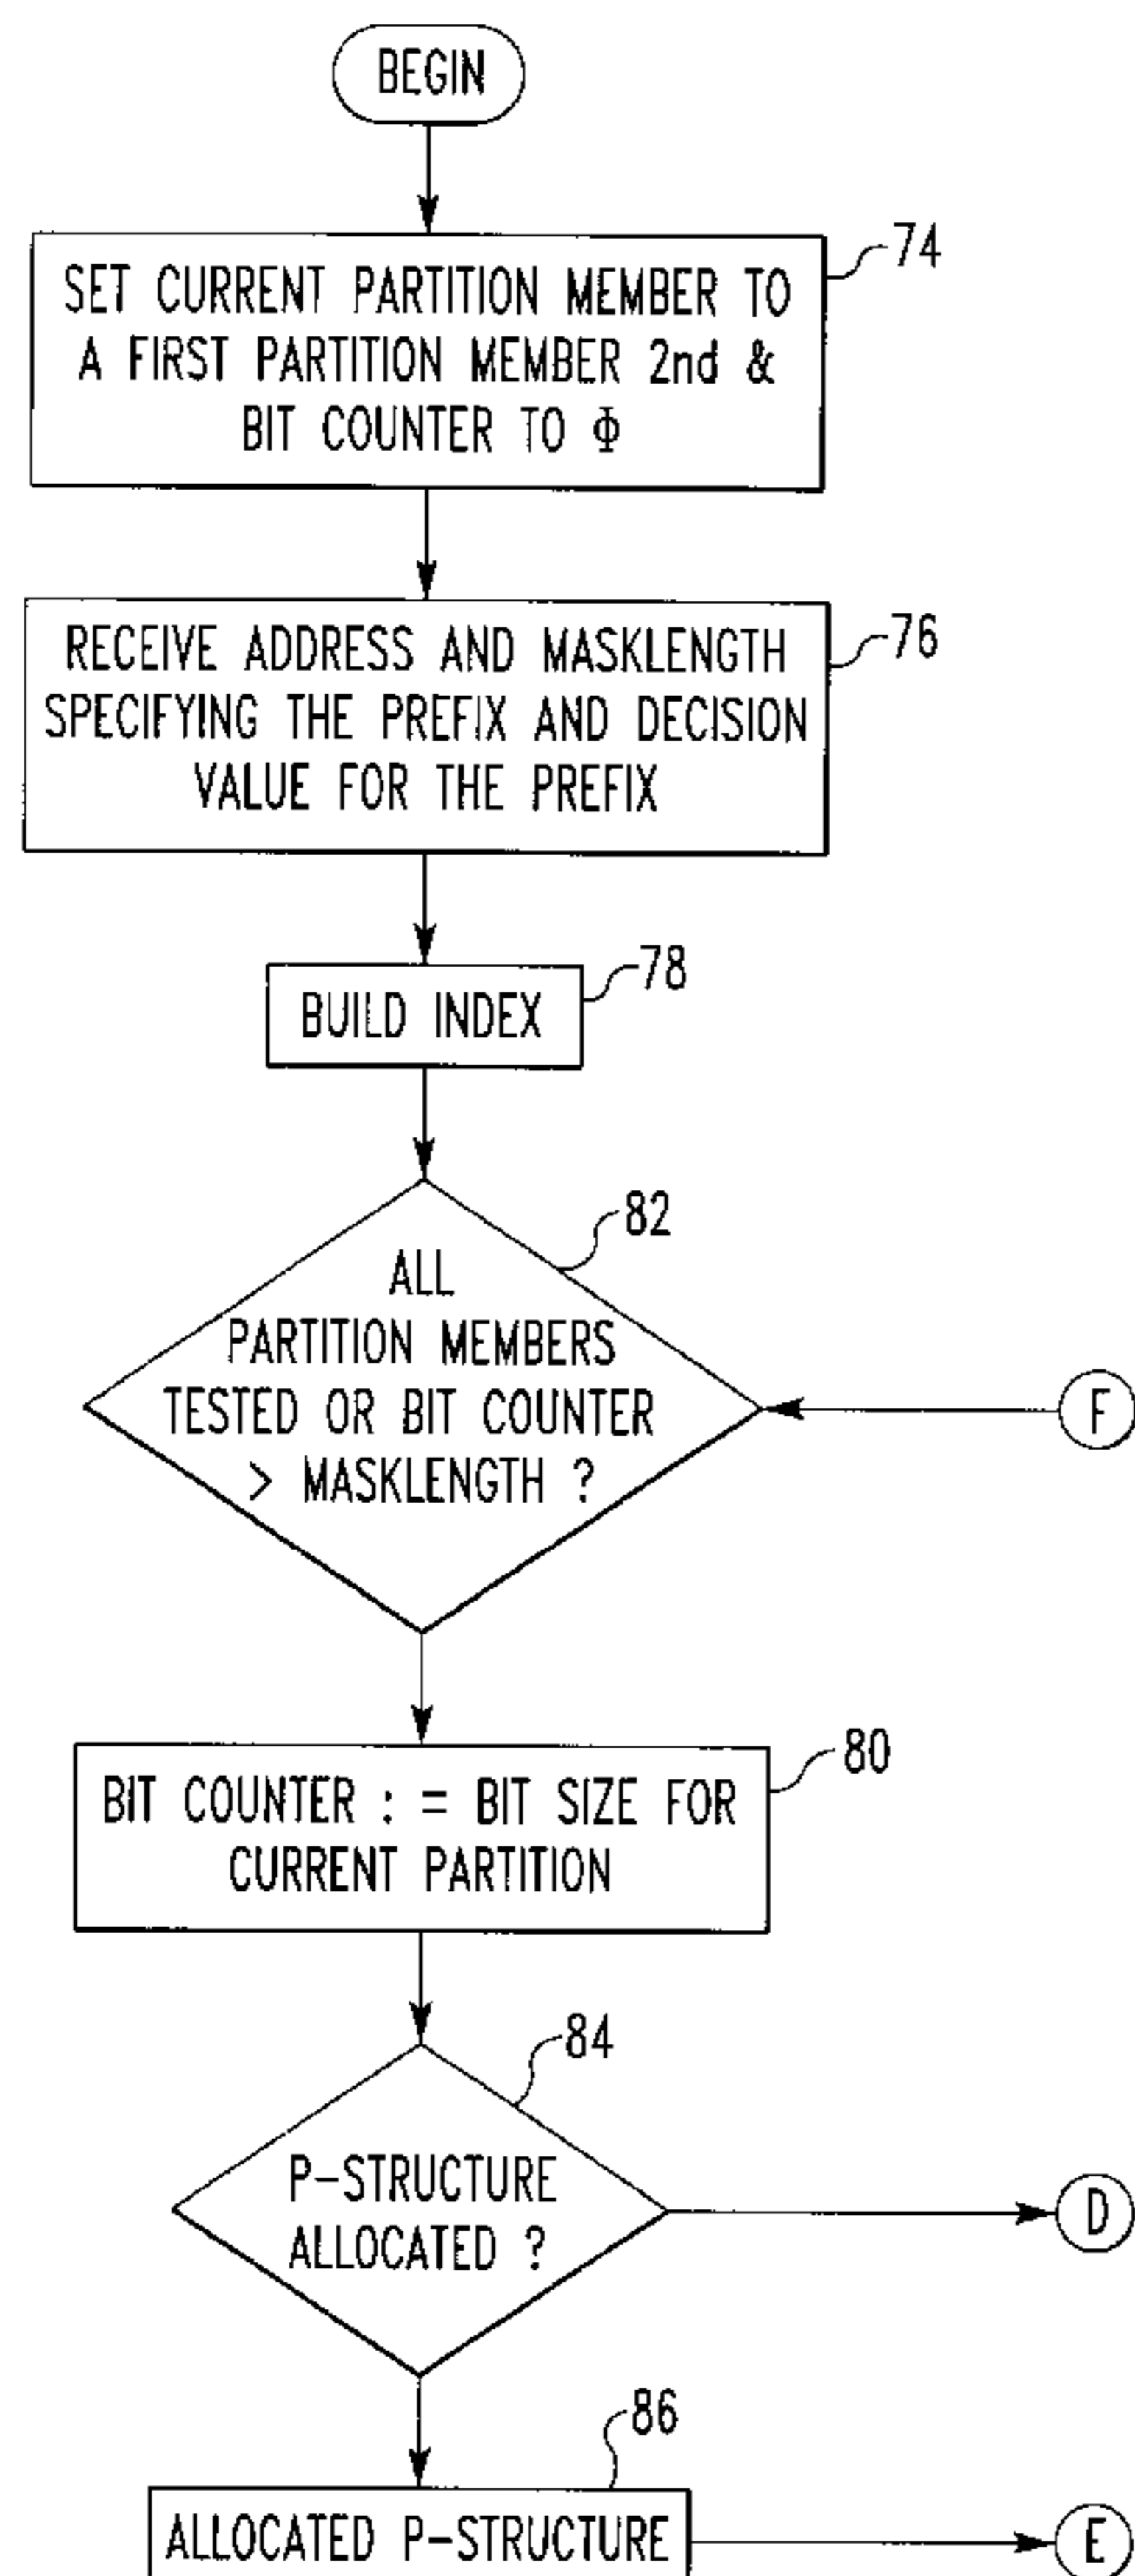 BEGIN
74
SET CURRENT PARTITION MEMBER TO
A FIRST PARTITION MEMBER 2nd &
BIT COUNTER TO Φ
76
RECEIVE ADDRESS AND MASKLENGTH
SPECIFYING THE PREFIX AND DECISION
VALUE FOR THE PREFIX
78
BUILD INDEX
82
ALL
PARTITION MEMBERS
TESTED OR BIT COUNTER
> MASKLENGTH ?
F
80
BIT COUNTER : = BIT SIZE FOR
CURRENT PARTITION
84
P-STRUCTURE
ALLOCATED ?
D
86
ALLOCATED P-STRUCTURE
E